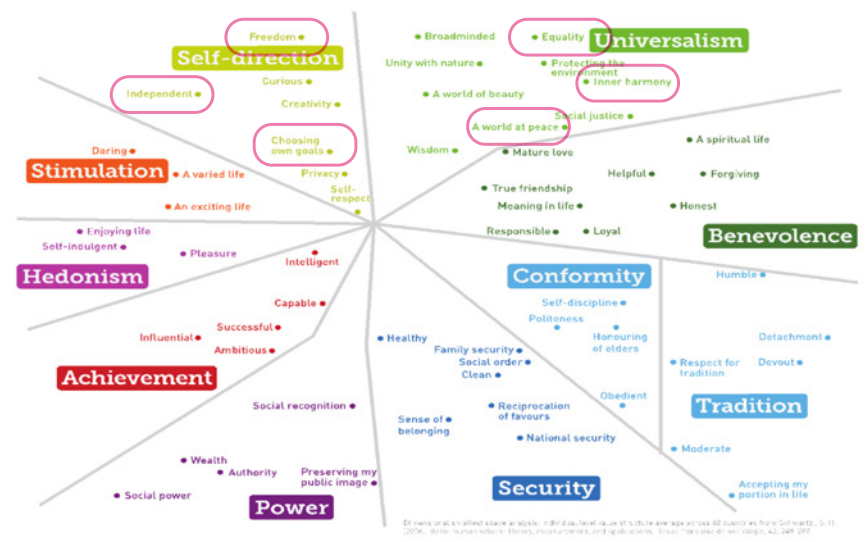 Freedom
Self-direction
Curious
Independent
Creativity
Choosing
own goals
Privacy
Self-
respect
Broadminded
Equality
Universalism
Unity with nature
Protecting the
environment
Inner harmony
A world of beauty
Social justice
A world at peace
Wisdom
Daring
Stimulation
A varied life
An exciting life
Mature love
A spiritual life
Helpful
Forgiving
True friendship
Meaning in life
Honest
Responsible
Loyal
Benevolence
Enjoying life
Self-indulgent
Pleasure
Hedonism
Intelligent
Capable
Successful
Influential
Ambitious
Achievement
Conformity
Self-discipline
Politeness
Honouring
of elders
Obedient
Humble
Detachment
Respect for
tradition
Devout
Tradition
Moderate
Accepting my
portion in life
Healthy
Family security
Social order
Clean
Reciprocation
of favours
Sense of
belonging
National security
Security
Social recognition
Wealth
Authority
Preserving my
public image
Social power
Power